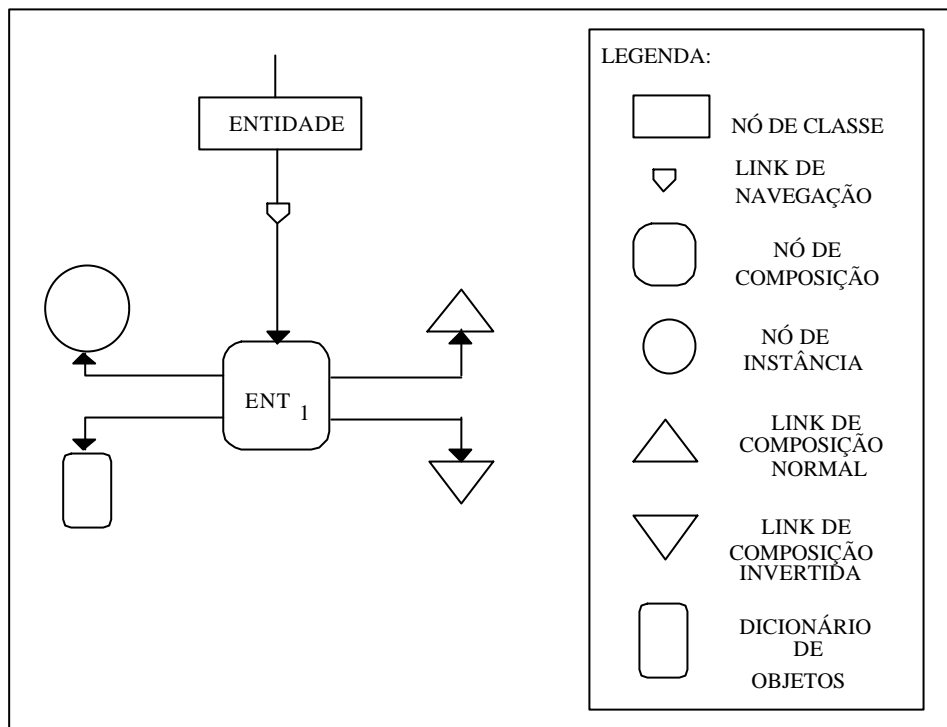 ENTIDADE
ENT 1
LEGENDA:
NÓ DE CLASSE
LINK DE
NAVEGAÇÃO
NÓ DE
COMPOSIÇÃO
NÓ DE
INSTÂNCIA
LINK DE
COMPOSIÇÃO
NORMAL
LINK DE
COMPOSIÇÃO
INVERTIDA
DICIONÁRIO
DE
OBJETOS